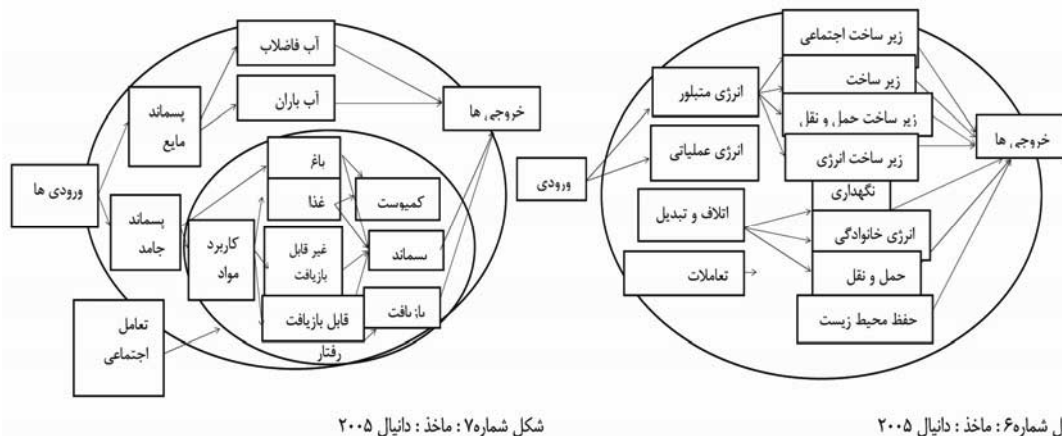 زیر ساخت اجتماعی
زیر ساخت
زیر ساخت حمل و نقل
زیر ساخت انرژی
نگهداری
انرژی خانوادگی
حمل و نقل
حفظ محیط زیست
انرژی متبلور
انرژی عملیاتی
اتلاف و تبدیل
تعاملات
ورودی
خروجی ها
ل شماره۶ : ماخذ : دانیال ۲۰۰۵
آب فاضلاب
آب باران
پسماند
مایع
ورودی ها
پسماند
جامد
کاربرد
مواد
باغ
غذا
غیر قابل
بازیافت
قابل بازیافت
رفتار
کمپوست
پسماند
بازیافت
خروجی ها
تعامل
اجتماعی
شکل شماره۷ : ماخذ : دانیال ۲۰۰۵